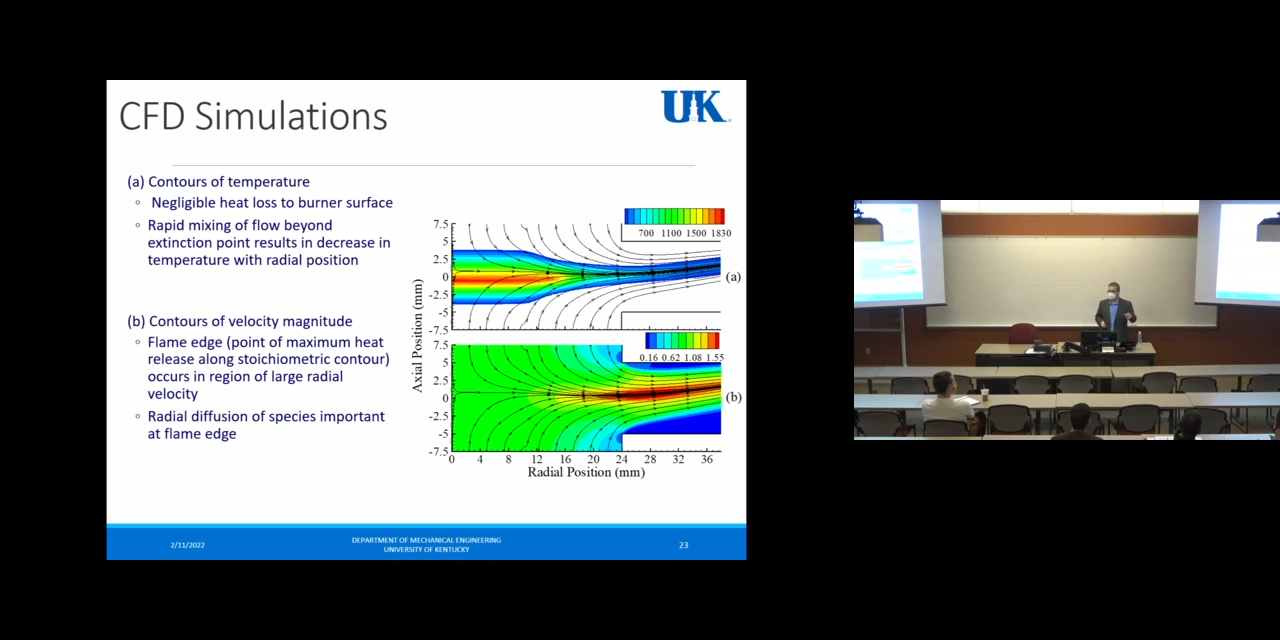 CFD Simulations
UK
(a) Contours of temperature
◦ Negligible heat loss to burner surface
◦ Rapid mixing of flow beyond
extinction point results in decrease in
temperature with radial position
(b) Contours of velocity magnitude
◦ Flame edge (point of maximum heat
release along stoichiometric contour)
occurs in region of large radial
velocity
◦ Radial diffusion of species important
at flame edge
700 1100 1500 1830
7.5
5
2.5
0
-2.5
-5
-7.5
(a)
0.16 0.62 1.08 1.55
7.5
5
2.5
0
-2.5
-5
-7.5
(b)
Axial Position (mm)
0 4 8 12 16 20 24 28 32 36
Radial Position (mm)
2/11/2022
DEPARTMENT OF MECHANICAL ENGINEERING
UNIVERSITY OF KENTUCKY
23